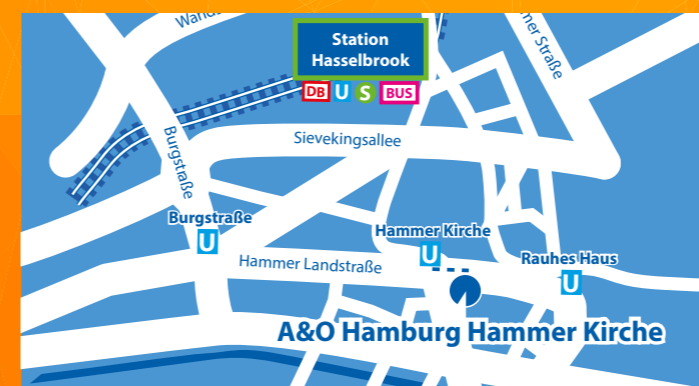 Station
Hasselbrook
DB U S BUS
Sievekingsallee
Burgstraße
Burgstraße
U
Hammer Kirche
U
Rauhes Haus
U
Hammer Landstraße
A&O Hamburg Hammer Kirche